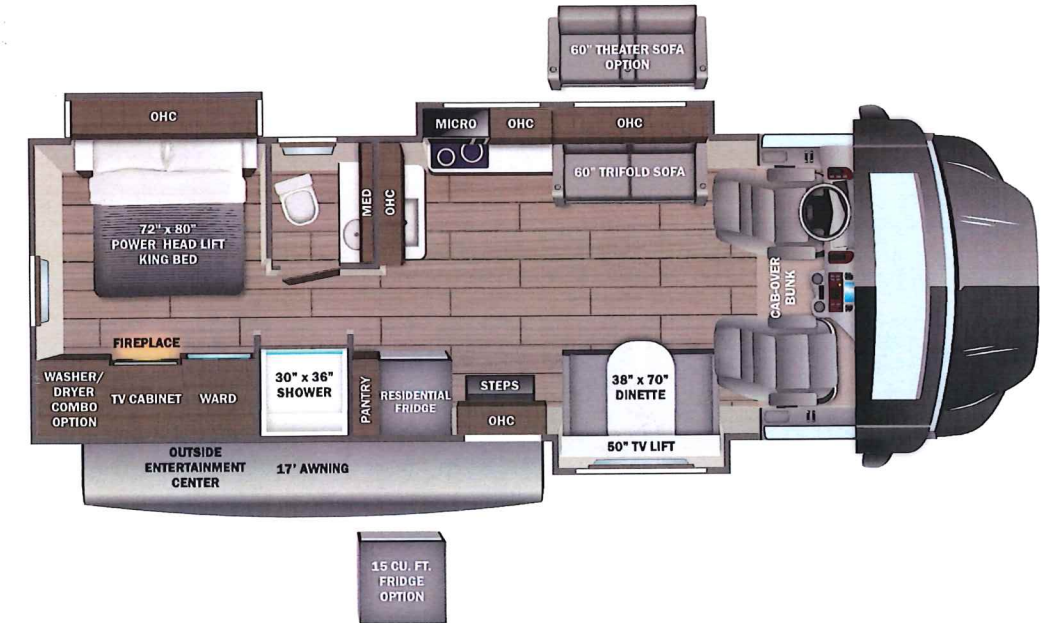 60" THEATER SOFA
OPTION
OHC
MICRO
OHC
OHC
60" TRIFOLD SOFA
MED
OHC
72" x 80"
POWER HEAD LIFT
KING BED
CAB-OVER
BUNK
FIREPLACE
WASHER/
DRYER
COMBO
OPTION
TV CABINET
WARD
30" x 36"
SHOWER
PANTRY
RESIDENTIAL
FRIDGE
STEPS
OHC
38" x 70"
DINETTE
50" TV LIFT
OUTSIDE
ENTERTAINMENT
CENTER
17' AWNING
15 CU. FT.
FRIDGE
OPTION